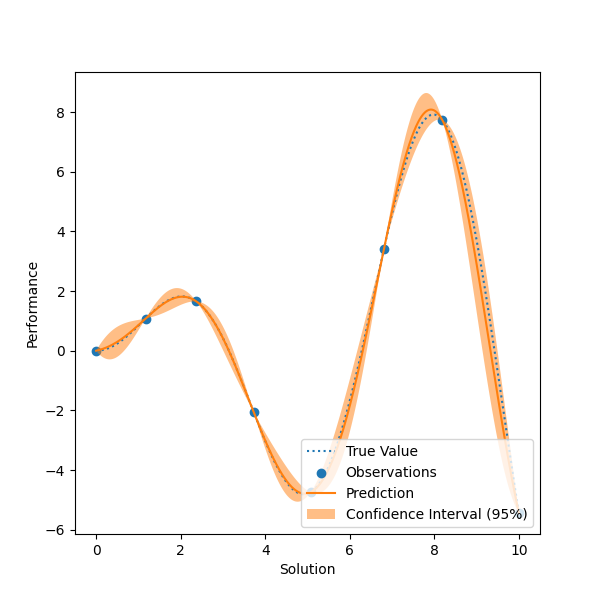 8
6
4
2
0
−2
−4
−6
Performance
0
2
4
6
8
10
Solution
True Value
Observations
Prediction
Confidence Interval (95%)